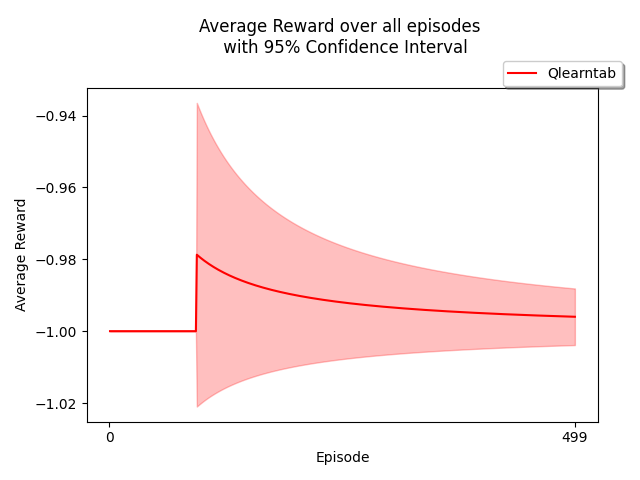 Average Reward over all episodes
with 95% Confidence Interval
Qlearntab
−0.94
−0.96
−0.98
−1.00
−1.02
Average Reward
0
499
Episode